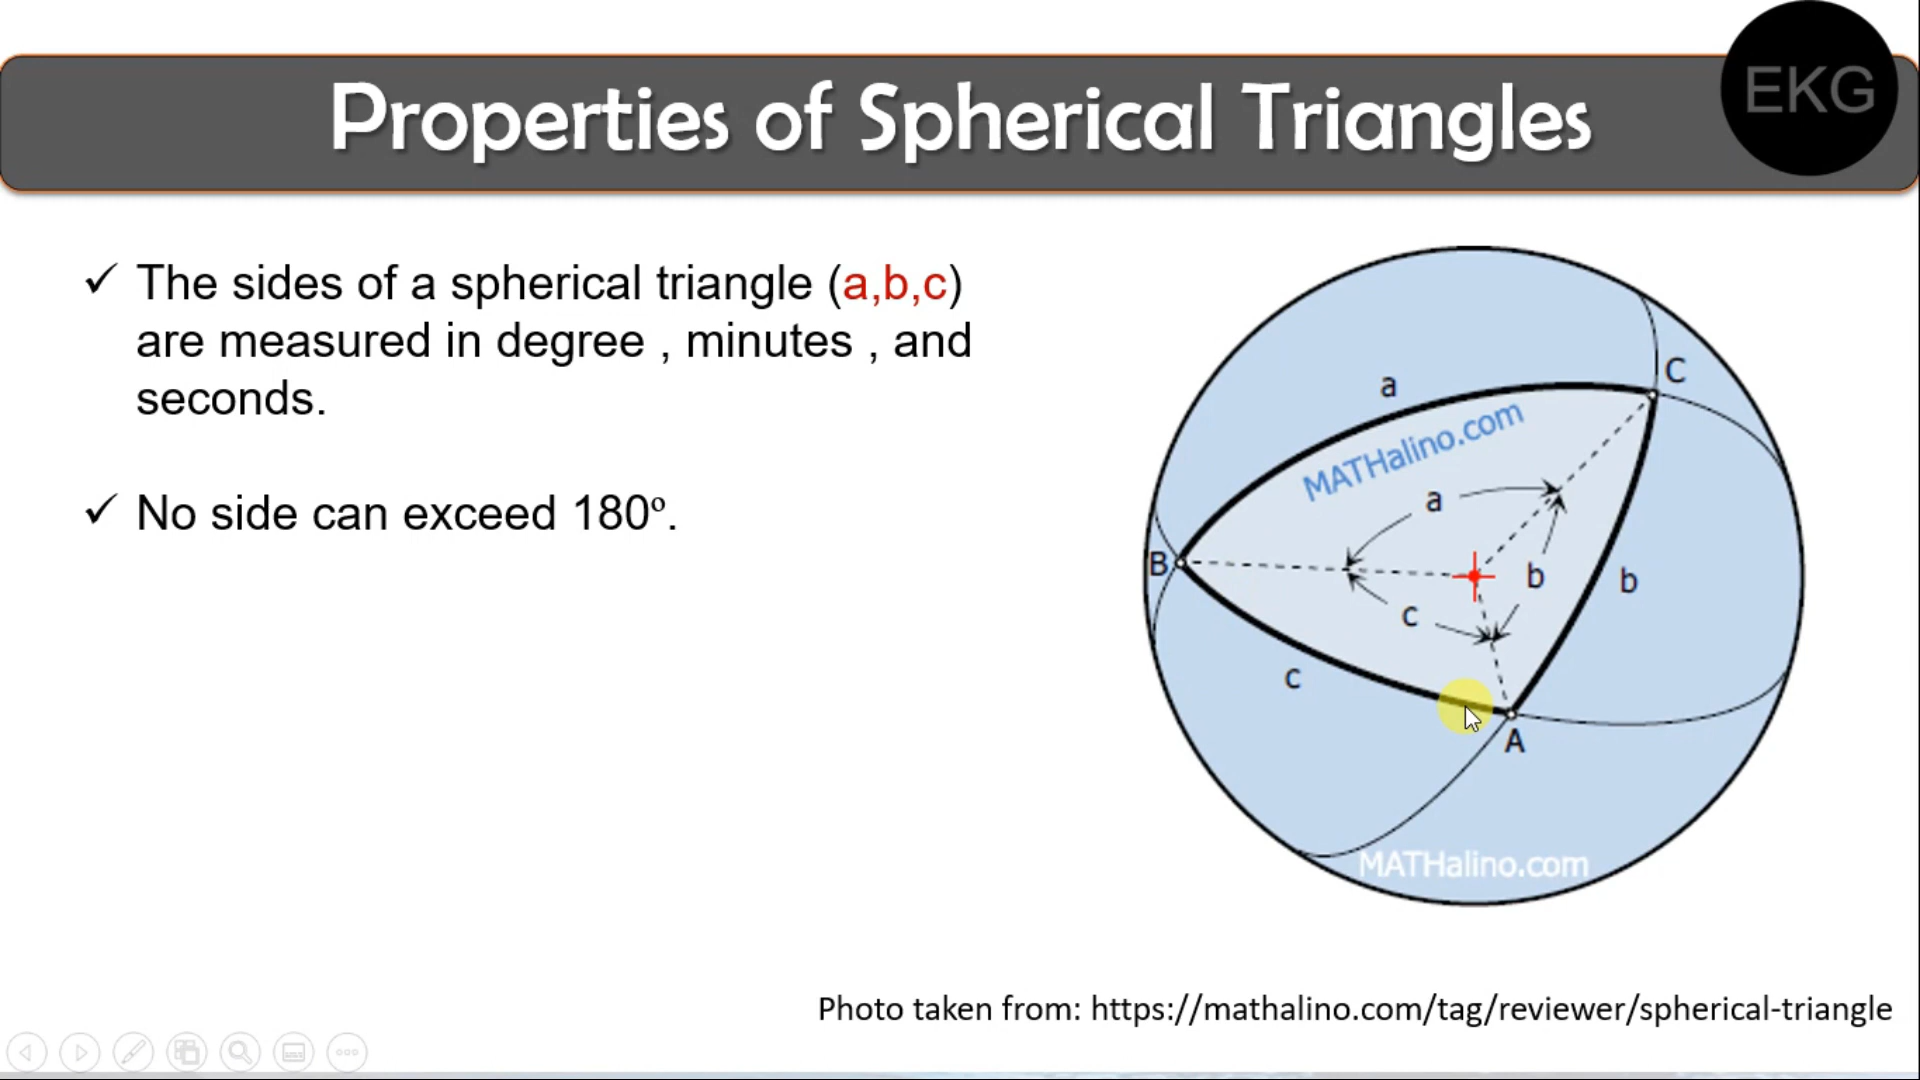 Properties of Spherical Triangles
EKG
✓ The sides of a spherical triangle (a,b,c)
are measured in degree , minutes , and
seconds.
✓ No side can exceed 180º.
C
a
MATHalino.com
a
B
b
b
c
c
A
MATHalino.com
Photo taken from: https://mathalino.com/tag/reviewer/spherical-triangle